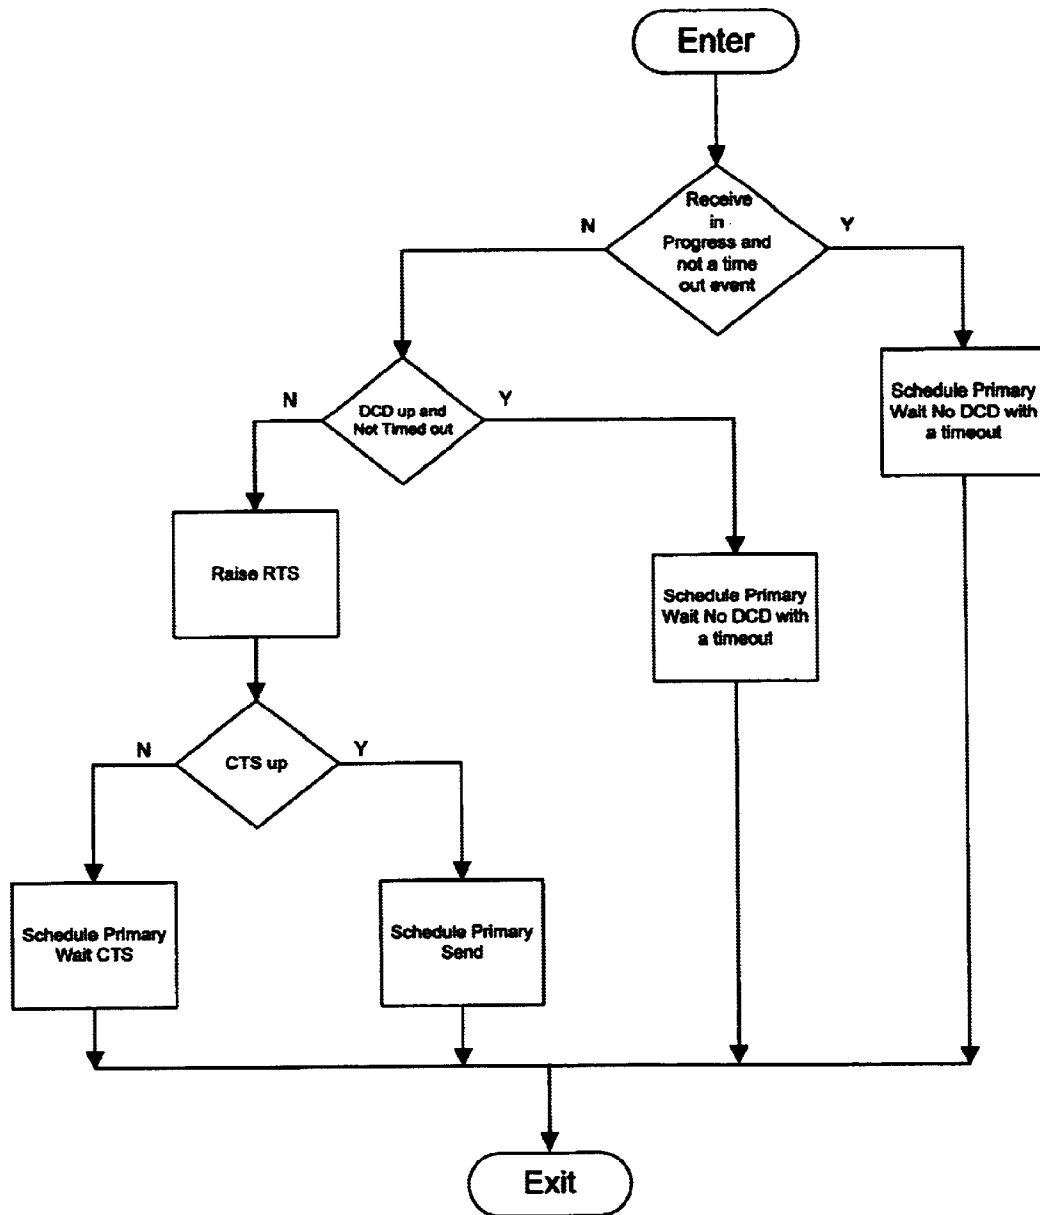 Enter
Receive
in
Progress and
not a time
out event
N
Y
Schedule Primary
Wait No DCD with
a timeout
DCD up and
Not Timed out
N
Y
Raise RTS
Schedule Primary
Wait No DCD with
a timeout
CTS up
N
Y
Schedule Primary
Wait CTS
Schedule Primary
Send
Exit